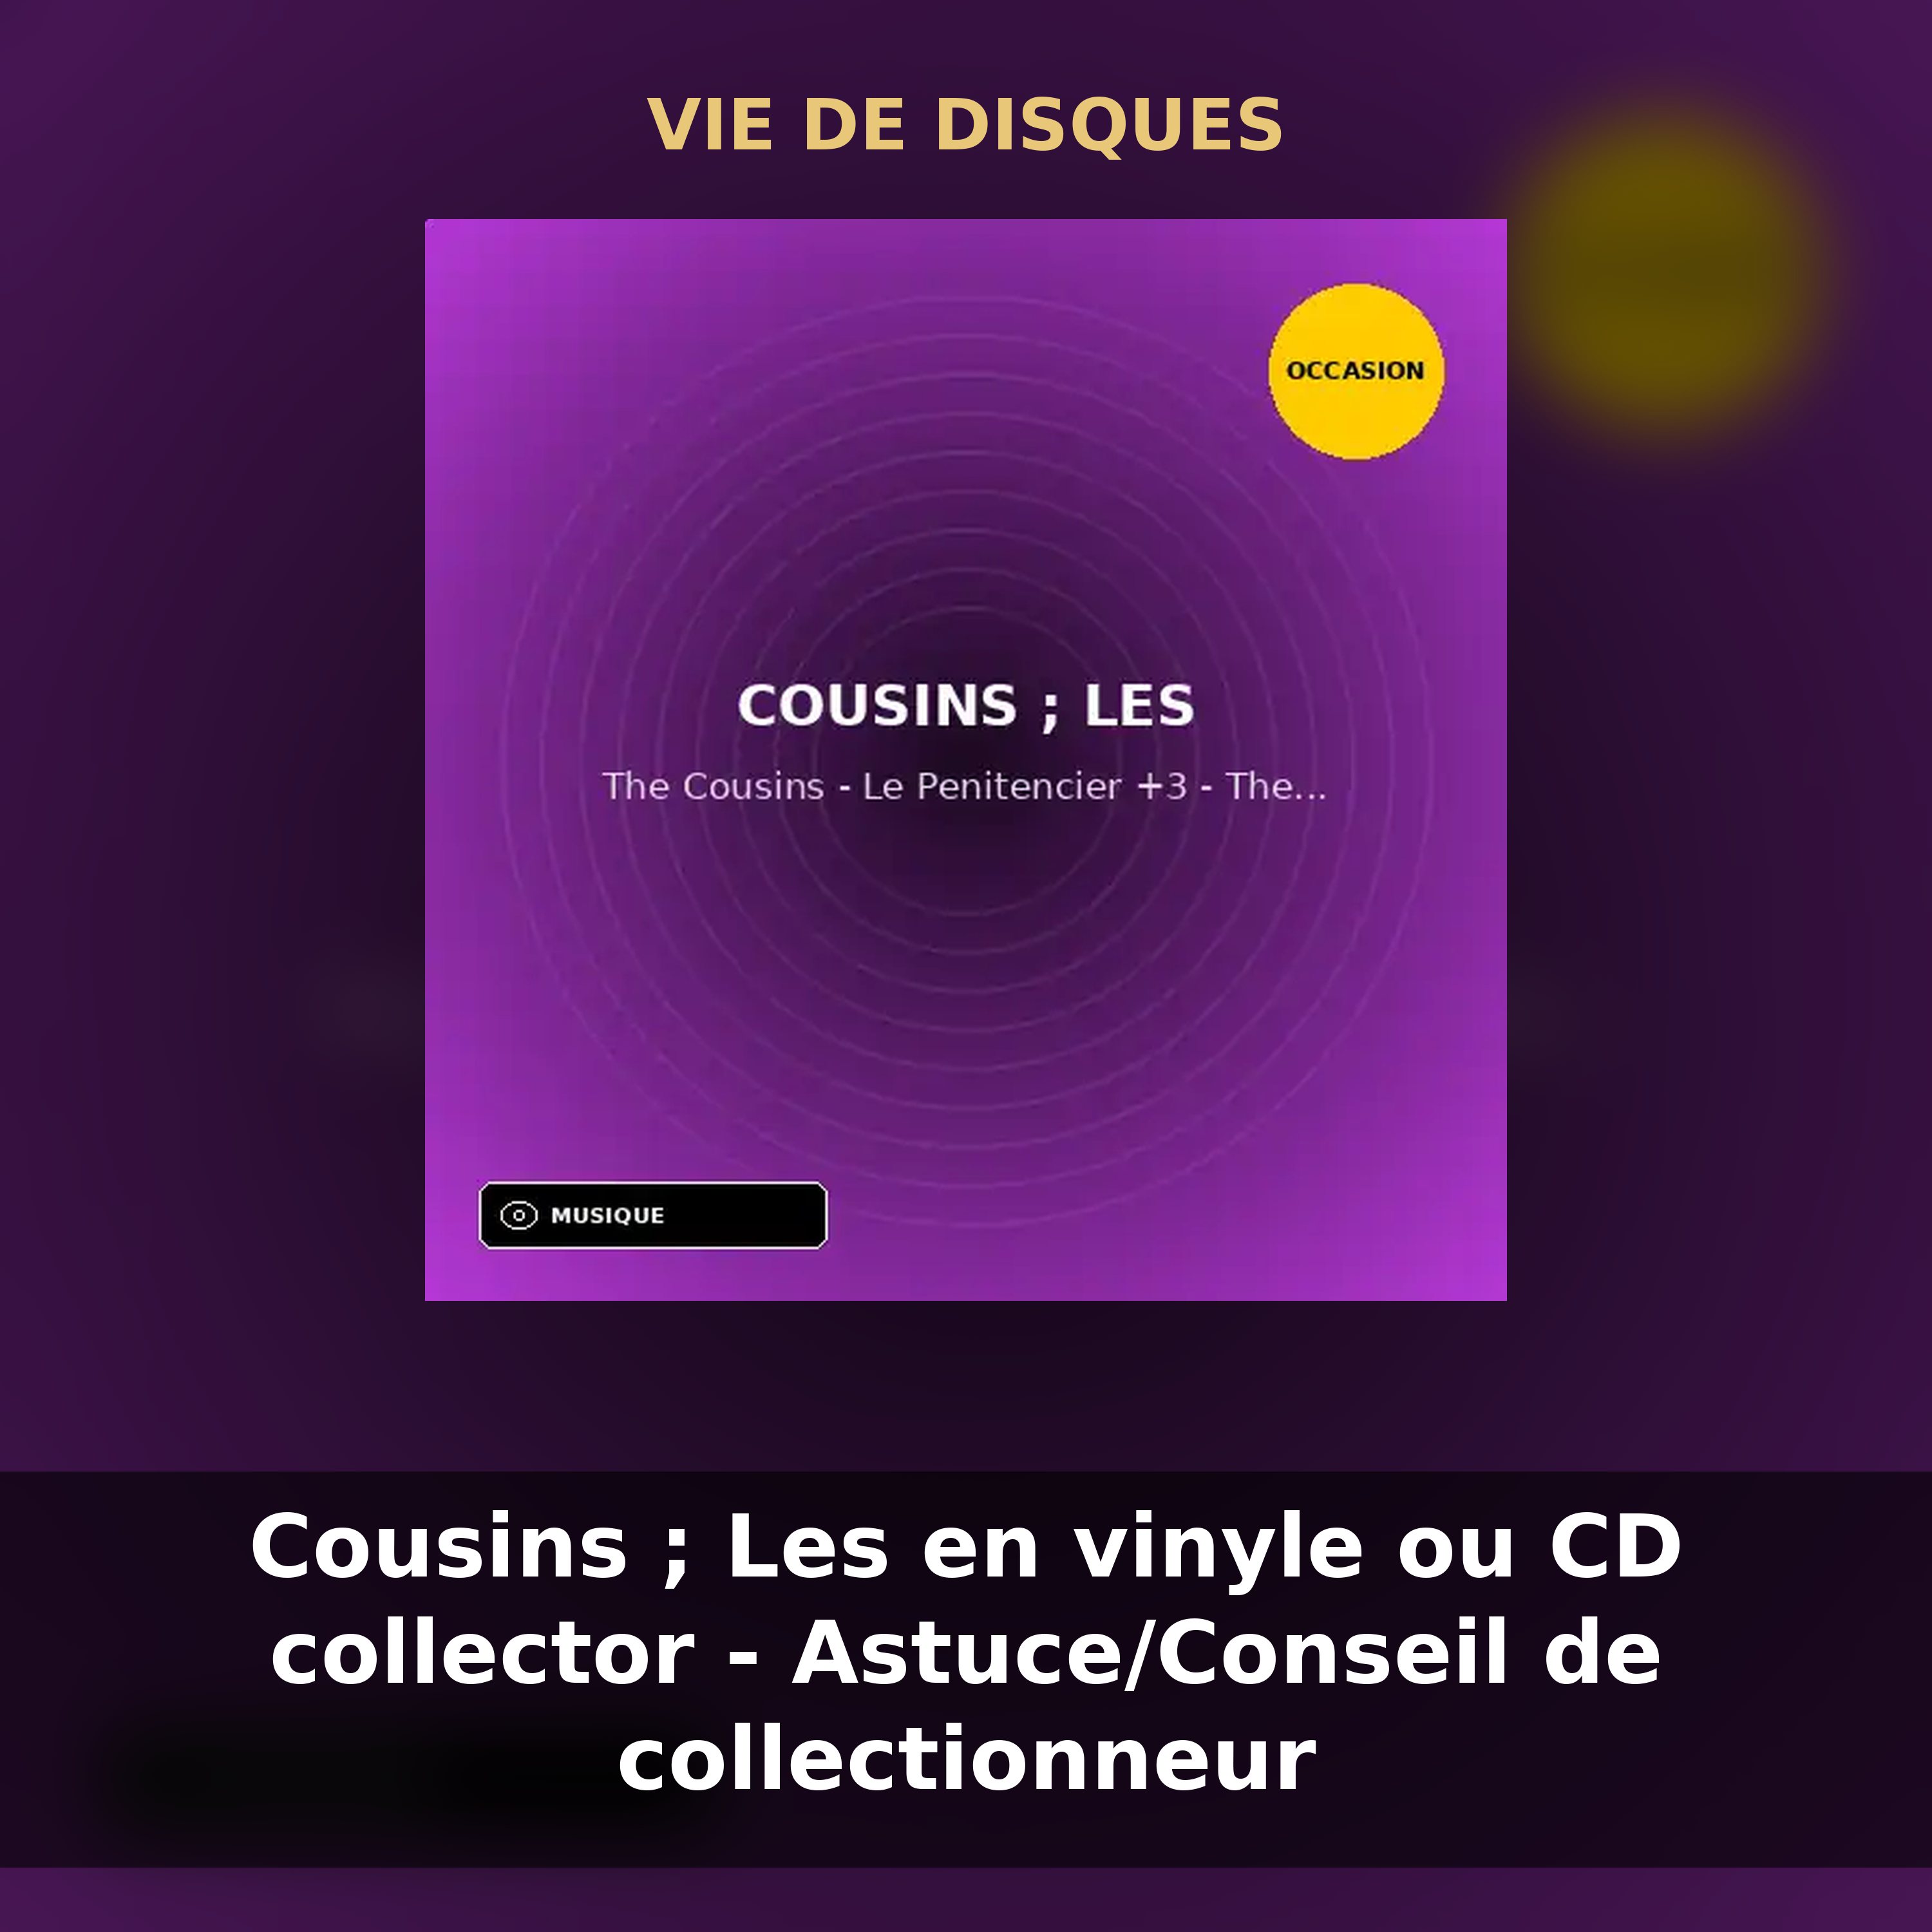 VIE DE DISQUES
OCCASION
COUSINS ; LES
The Cousins - Le Penitencier +3 - The...
MUSIQUE
Cousins ; Les en vinyle ou CD
collector - Astuce/Conseil de
collectionneur